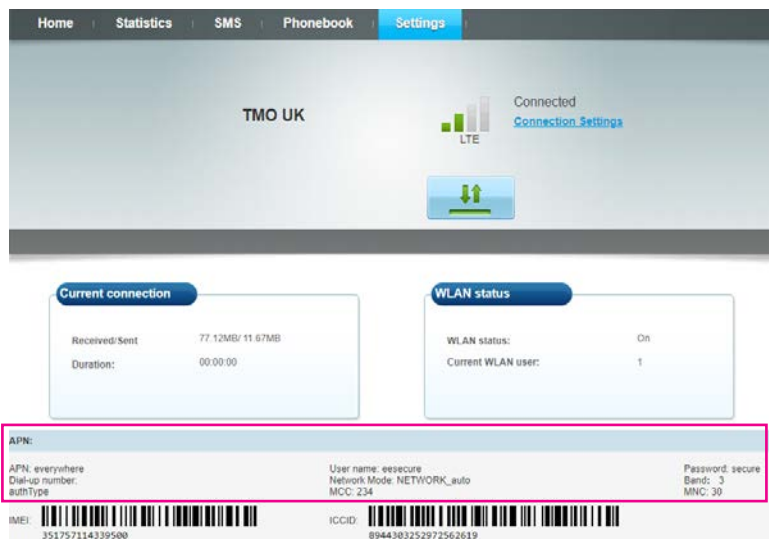 Home Statistics SMS Phonebook Settings
TMO UK
LTE
Connected
Connection Settings
Current connection
Received/Sent 77.12MB/ 11.67MB
Duration: 00:00:00
WLAN status
WLAN status: On
Current WLAN user: 1
APN:
APN: everywhere User name: eesecure Password: secure
Dial-up number: Network Mode: NETWORK_auto Band: 3
authType MCC: 234 MNC: 30
IMEI: ICCID:
351757114339500 8944303252972562619